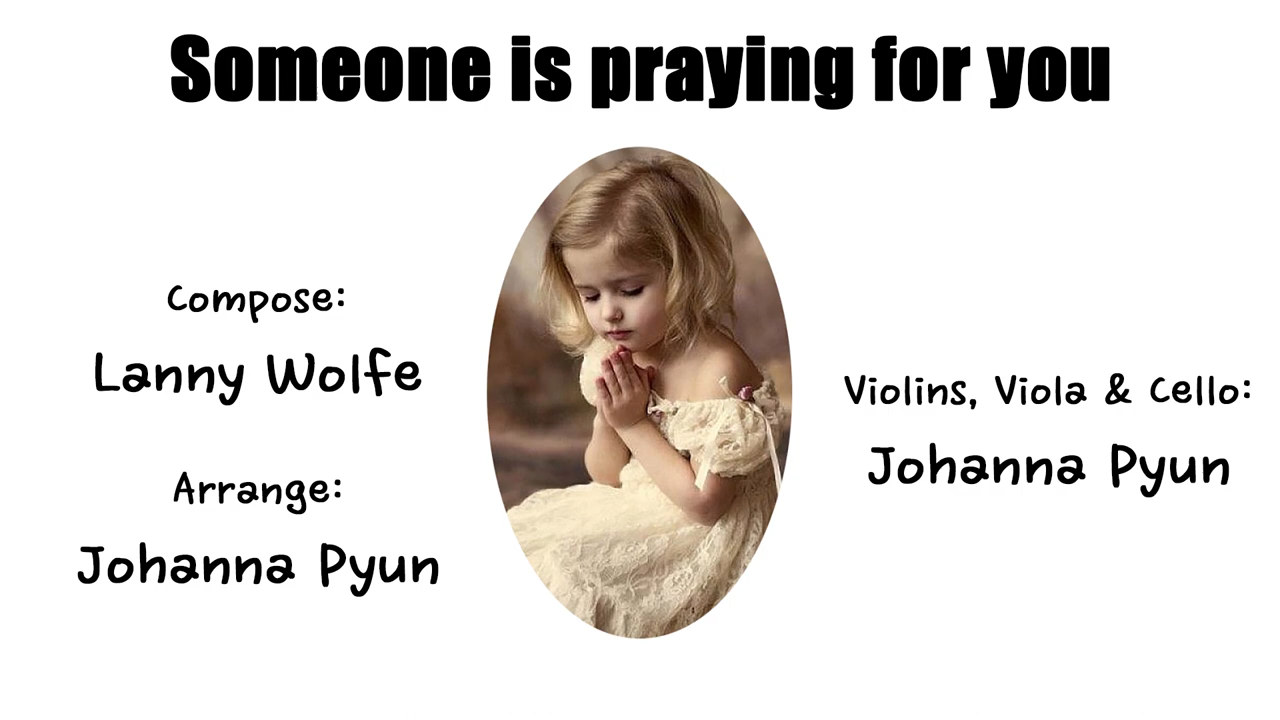 Someone is praying for you
Compose:
Lanny Wolfe
Arrange:
Johanna Pyun
Violins, Viola & Cello:
Johanna Pyun